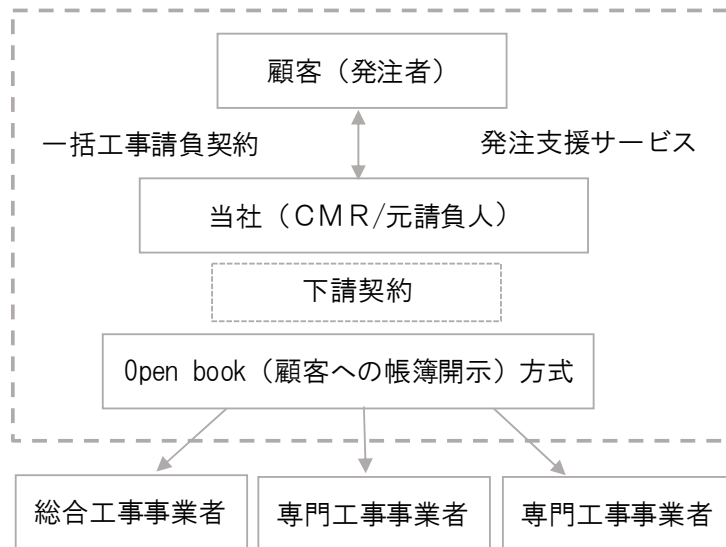 顧客（発注者）
一括工事請負契約
発注支援サービス
当社（ＣＭＲ/元請負人）
下請契約
Open book（顧客への帳簿開示）方式
総合工事事業者
専門工事事業者
専門工事事業者